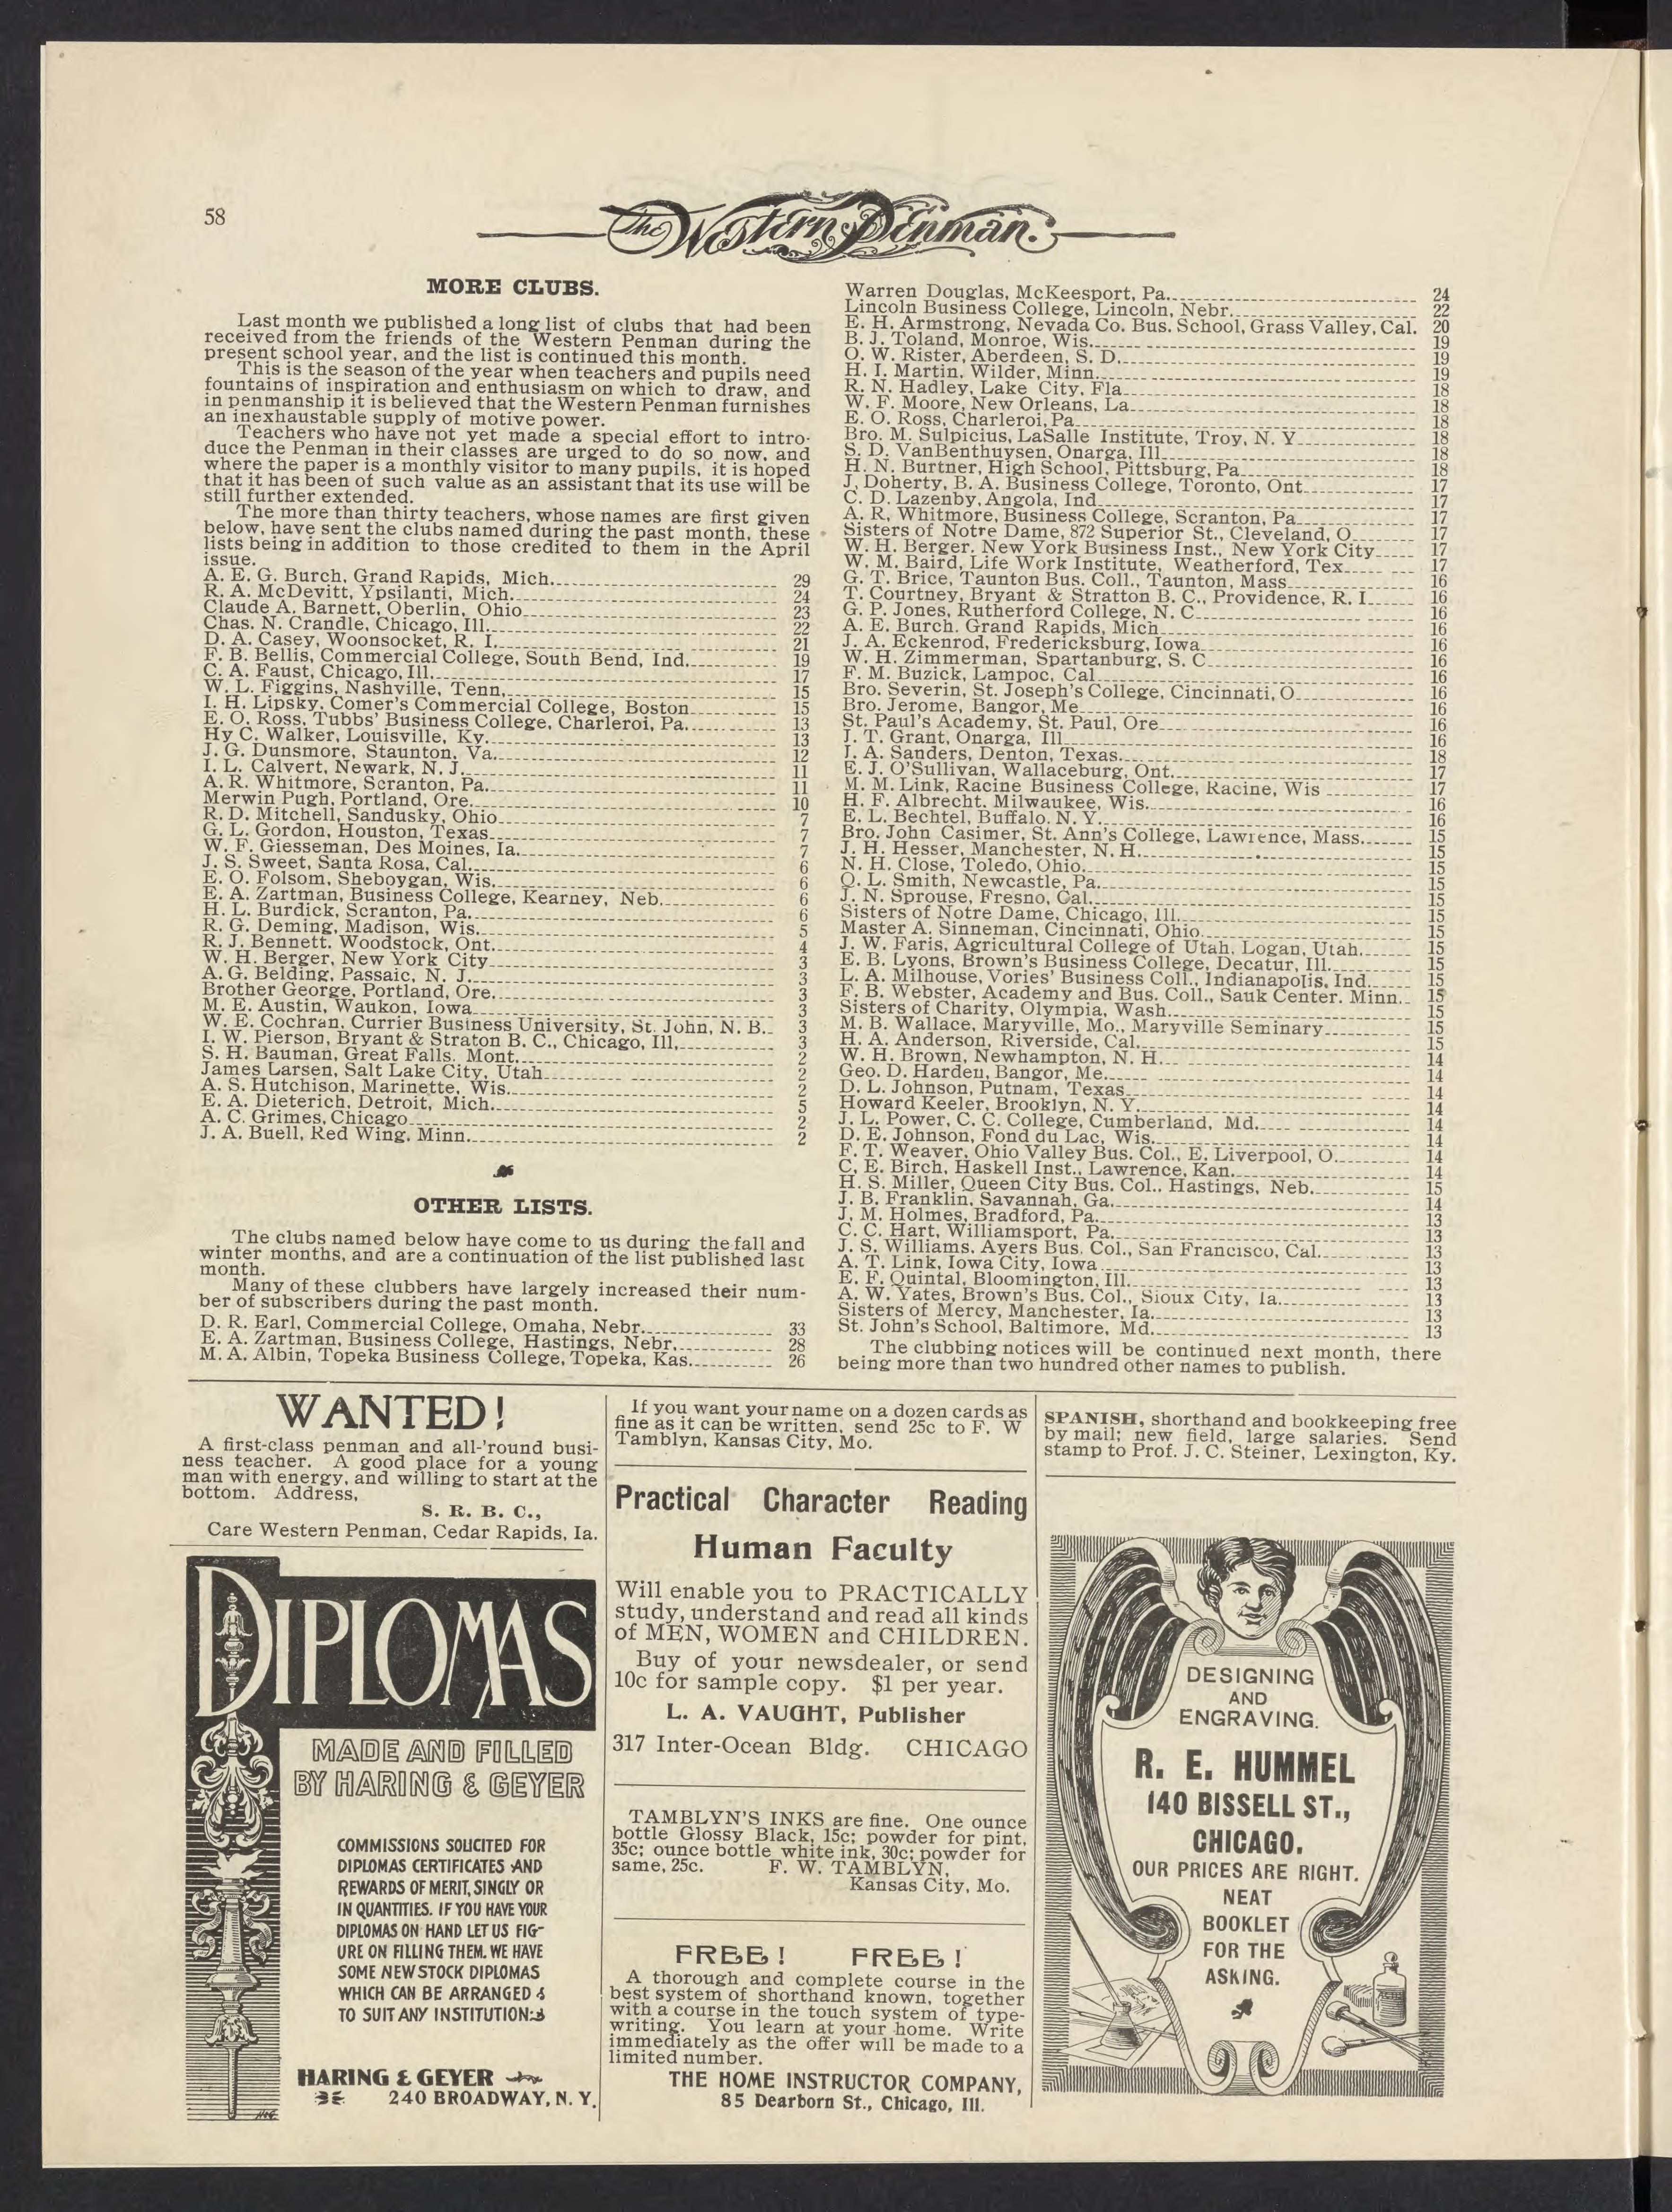 58
The Western Penman.
MORE CLUBS.
Last month we published a long list of clubs that had been
received from the friends of the Western Penman during the
present school year, and the list is continued this month.
This is the season of the year when teachers and pupils need
fountains of inspiration and enthusiasm on which to draw, and
in penmanship it is believed that the Western Penman furnishes
an inexhaustable supply of motive power.
Teachers who have not yet made a special effort to intro-
duce the Penman in their classes are urged to do so now, and
where the paper is a monthly visitor to many pupils, it is hoped
that it has been of such value as an assistant that its use will be
still further extended.
The more than thirty teachers, whose names are first given
below, have sent the clubs named during the past month, these
lists being in addition to those credited to them in the April
issue.
A. E. G. Burch, Grand Rapids, Mich. 29
R. A. McDevitt, Ypsilanti, Mich. 24
Claude A. Barnett, Oberlin, Ohio 23
Chas. N. Crandle, Chicago, Ill. 22
D. A. Casey, Woonsocket, R. I. 21
F. B. Bellis, Commercial College, South Bend, Ind. 19
C. A. Faust, Chicago, Ill. 17
W. L. Figgins, Nashville, Tenn. 15
I. H. Lipsky, Comer's Commercial College, Boston 15
E. O. Ross, Tubbs' Business College, Charleroi, Pa. 13
Hy C. Walker, Louisville, Ky. 13
J. G. Dunsmore, Staunton, Va. 12
I. L. Calvert, Newark, N. J. 11
A. R. Whitmore, Scranton, Pa. 11
Merwin Pugh, Portland, Ore. 10
R. D. Mitchell, Sandusky, Ohio 7
G. L. Gordon, Houston, Texas 7
W. F. Giesseman, Des Moines, Ia. 7
J. S. Sweet, Santa Rosa, Cal. 6
E. O. Folsom, Sheboygan, Wis. 6
E. A. Zartman, Business College, Kearney, Neb. 6
H. L. Burdick, Scranton, Pa. 6
R. G. Deming, Madison, Wis. 5
R. J. Bennett, Woodstock, Ont. 4
W. H. Berger, New York City 3
A. G. Belding, Passaic, N. J. 3
Brother George, Portland, Ore. 3
M. E. Austin, Waukon, Iowa 3
W. E. Cochran, Currier Business University, St. John, N. B. 3
I. W. Pierson, Bryant & Straton B. C., Chicago, Ill. 3
S. H. Bauman, Great Falls, Mont. 2
James Larsen, Salt Lake City, Utah 2
A. S. Hutchison, Marinette, Wis. 2
E. A. Dieterich, Detroit, Mich. 5
A. C. Grimes, Chicago 2
J. A. Buell, Red Wing, Minn. 2
OTHER LISTS.
The clubs named below have come to us during the fall and
winter months, and are a continuation of the list published last
month.
Many of these clubbers have largely increased their num-
ber of subscribers during the past month.
D. R. Earl, Commercial College, Omaha, Nebr. 33
E. A. Zartman, Business College, Hastings, Nebr. 28
M. A. Albin, Topeka Business College, Topeka, Kas. 26
Warren Douglas, McKeesport, Pa. 24
Lincoln Business College, Lincoln, Nebr. 22
E. H. Armstrong, Nevada Co. Bus. School, Grass Valley, Cal. 20
B. J. Toland, Monroe, Wis. 19
O. W. Rister, Aberdeen, S. D. 19
H. I. Martin, Wilder, Minn. 19
R. N. Hadley, Lake City, Fla. 18
W. F. Moore, New Orleans, La. 18
E. O. Ross, Charleroi, Pa. 18
Bro. M. Sulpicius, LaSalle Institute, Troy, N. Y. 18
S. D. VanBenthuysen, Onarga, Ill. 18
H. N. Burtner, High School, Pittsburg, Pa. 18
J. Doherty, B. A. Business College, Toronto, Ont. 17
C. D. Lazenby, Angola, Ind. 17
A. R. Whitmore, Business College, Scranton, Pa. 17
Sisters of Notre Dame, 872 Superior St., Cleveland, O. 17
W. H. Berger, New York Business Inst., New York City 17
W. M. Baird, Life Work Institute, Weatherford, Tex. 17
G. T. Brice, Taunton Bus. Coll., Taunton, Mass. 16
T. Courtney, Bryant & Stratton B. C., Providence, R. I. 16
G. P. Jones, Rutherford College, N. C. 16
A. E. Burch, Grand Rapids, Mich. 16
J. A. Eckenrod, Fredericksburg, Iowa 16
W. H. Zimmerman, Spartanburg, S. C. 16
F. M. Buzick, Lampoc, Cal. 16
Bro. Severin, St. Joseph's College, Cincinnati, O. 16
Bro. Jerome, Bangor, Me. 16
St. Paul's Academy, St. Paul, Ore. 16
J. T. Grant, Onarga, Ill. 16
I. A. Sanders, Denton, Texas. 18
E. J. O'Sullivan, Wallaceburg, Ont. 17
M. M. Link, Racine Business College, Racine, Wis 17
H. F. Albrecht, Milwaukee, Wis. 16
E. L. Bechtel, Buffalo, N. Y. 16
Bro. John Casimer, St. Ann's College, Lawrence, Mass. 15
J. H. Hesser, Manchester, N. H. 15
N. H. Close, Toledo, Ohio. 15
O. L. Smith, Newcastle, Pa. 15
J. N. Sprouse, Fresno, Cal. 15
Sisters of Notre Dame, Chicago, Ill. 15
Master A. Sinneman, Cincinnati, Ohio. 15
J. W. Faris, Agricultural College of Utah, Logan, Utah. 15
E. B. Lyons, Brown's Business College, Decatur, Ill. 15
L. A. Milhouse, Vories' Business Coll., Indianapolis, Ind. 15
F. B. Webster, Academy and Bus. Coll., Sauk Center, Minn. 15
Sisters of Charity, Olympia, Wash. 15
M. B. Wallace, Maryville, Mo., Maryville Seminary 15
H. A. Anderson, Riverside, Cal. 15
W. H. Brown, Newhampton, N. H. 14
Geo. D. Harden, Bangor, Me. 14
D. L. Johnson, Putnam, Texas 14
Howard Keeler, Brooklyn, N. Y. 14
J. L. Power, C. C. College, Cumberland, Md. 14
D. E. Johnson, Fond du Lac, Wis. 14
F. T. Weaver, Ohio Valley Bus. Col., E. Liverpool, O. 14
C. E. Birch, Haskell Inst., Lawrence, Kan. 14
H. S. Miller, Queen City Bus. Col., Hastings, Neb. 15
J. B. Franklin, Savannah, Ga. 14
J. M. Holmes, Bradford, Pa. 13
C. C. Hart, Williamsport, Pa. 13
J. S. Williams, Ayers Bus. Col., San Francisco, Cal. 13
A. T. Link, Iowa City, Iowa 13
E. F. Quintal, Bloomington, Ill. 13
A. W. Yates, Brown's Bus. Col., Sioux City, Ia. 13
Sisters of Mercy, Manchester, Ia. 13
St. John's School, Baltimore, Md. 13
The clubbing notices will be continued next month, there
being more than two hundred other names to publish.
WANTED!
A first-class penman and all-'round busi-
ness teacher. A good place for a young
man with energy, and willing to start at the
bottom. Address,
S. R. B. C.,
Care Western Penman, Cedar Rapids, Ia.
DIPLOMAS
MADE AND FILLED
BY HARING & GEYER
COMMISSIONS SOLICITED FOR
DIPLOMAS CERTIFICATES AND
REWARDS OF MERIT, SINGLY OR
IN QUANTITIES. IF YOU HAVE YOUR
DIPLOMAS ON HAND LET US FIG-
URE ON FILLING THEM. WE HAVE
SOME NEW STOCK DIPLOMAS
WHICH CAN BE ARRANGED
TO SUIT ANY INSTITUTION
HARING & GEYER
240 BROADWAY, N. Y.
If you want your name on a dozen cards as
fine as it can be written, send 25c to F. W
Tamblyn, Kansas City, Mo.
Practical Character Reading
Human Faculty
Will enable you to PRACTICALLY
study, understand and read all kinds
of MEN, WOMEN and CHILDREN.
Buy of your newsdealer, or send
10c for sample copy. $1 per year.
L. A. VAUGHT, Publisher
317 Inter-Ocean Bldg. CHICAGO
TAMBLYN'S INKS are fine. One ounce
bottle Glossy Black, 15c; powder for pint,
35c; ounce bottle white ink, 30c; powder for
same, 25c. F. W. TAMBLYN,
Kansas City, Mo.
FREE! FREE!
A thorough and complete course in the
best system of shorthand known, together
with a course in the touch system of type-
writing. You learn at your home. Write
immediately as the offer will be made to a
limited number.
THE HOME INSTRUCTOR COMPANY,
85 Dearborn St., Chicago, Ill.
SPANISH, shorthand and bookkeeping free
by mail; new field, large salaries. Send
stamp to Prof. J. C. Steiner, Lexington, Ky.
DESIGNING
AND
ENGRAVING.
R. E. HUMMEL
140 BISSELL ST.,
CHICAGO.
OUR PRICES ARE RIGHT.
NEAT
BOOKLET
FOR THE
ASKING.
ACID